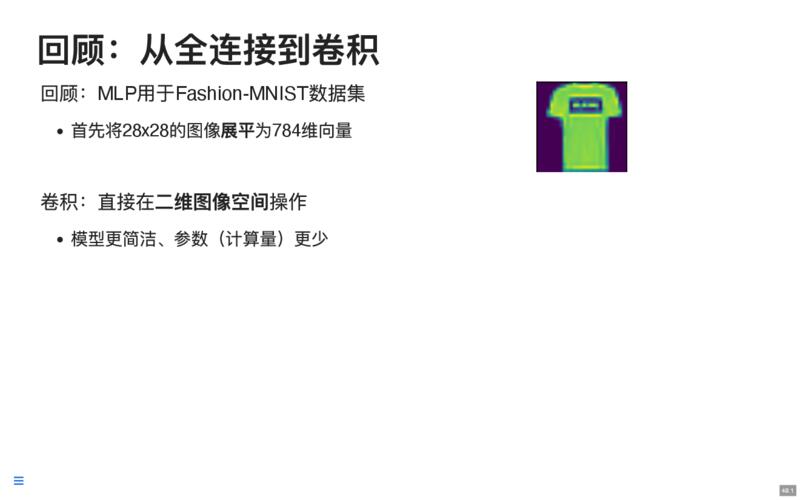 回顾：从全连接到卷积
回顾：MLP用于Fashion-MNIST数据集
首先将28x28的图像展平为784维向量
卷积：直接在二维图像空间操作
模型更简洁、参数（计算量）更少